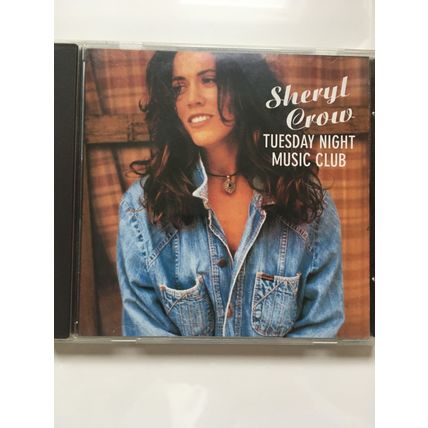 Sheryl
Crow
TUESDAY NIGHT
MUSIC CLUB